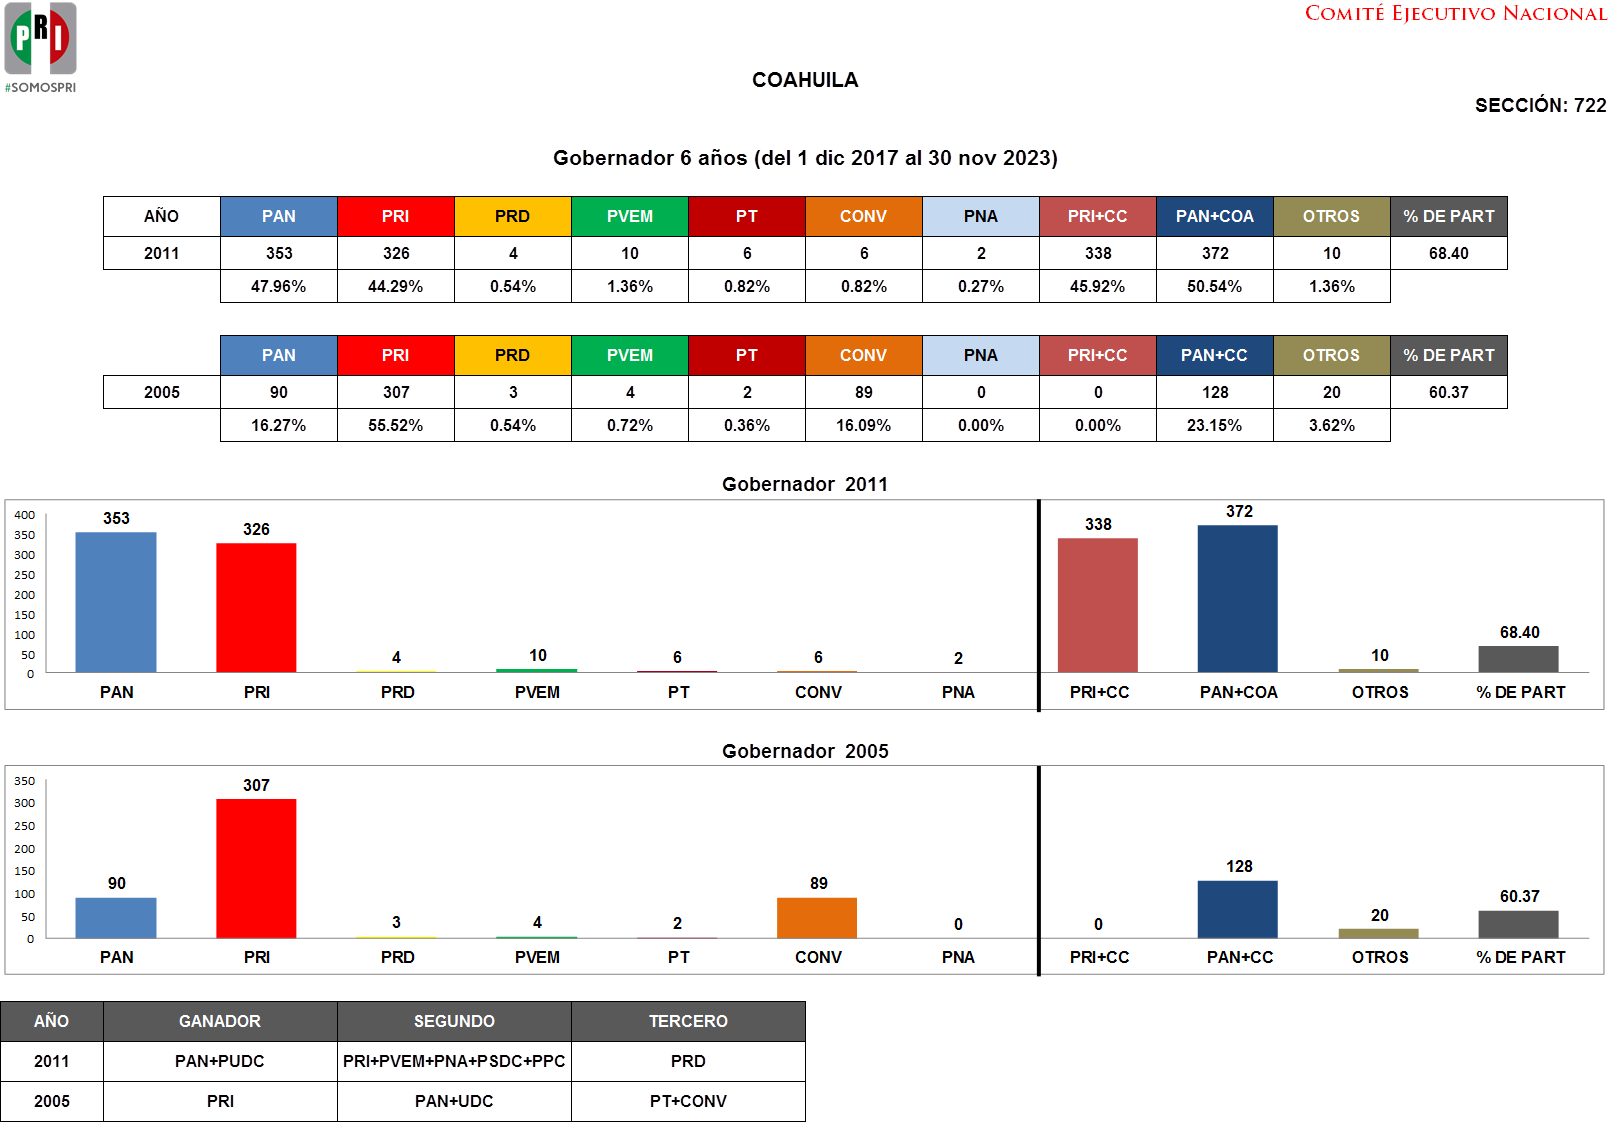 PRI
#SOMOSPRI
COMITÉ EJECUTIVO NACIONAL
COAHUILA
SECCIÓN: 722
Gobernador 6 años (del 1 dic 2017 al 30 nov 2023)
AÑO PAN PRI PRD PVEM PT CONV PNA PRI+CC PAN+COA OTROS % DE PART
2011 353 326 4 10 6 6 2 338 372 10 68.40
47.96% 44.29% 0.54% 1.36% 0.82% 0.82% 0.27% 45.92% 50.54% 1.36%
PAN PRI PRD PVEM PT CONV PNA PRI+CC PAN+CC OTROS % DE PART
2005 90 307 3 4 2 89 0 0 128 20 60.37
16.27% 55.52% 0.54% 0.72% 0.36% 16.09% 0.00% 0.00% 23.15% 3.62%
Gobernador 2011
400
350
300
250
200
150
100
50
0
353 326 4 10 6 6 2 338 372 10 68.40
PAN PRI PRD PVEM PT CONV PNA PRI+CC PAN+COA OTROS % DE PART
Gobernador 2005
350
300
250
200
150
100
50
0
90 307 3 4 2 89 0 0 128 20 60.37
PAN PRI PRD PVEM PT CONV PNA PRI+CC PAN+CC OTROS % DE PART
AÑO GANADOR SEGUNDO TERCERO
2011 PAN+PUDC PRI+PVEM+PNA+PSDC+PPC PRD
2005 PRI PAN+UDC PT+CONV